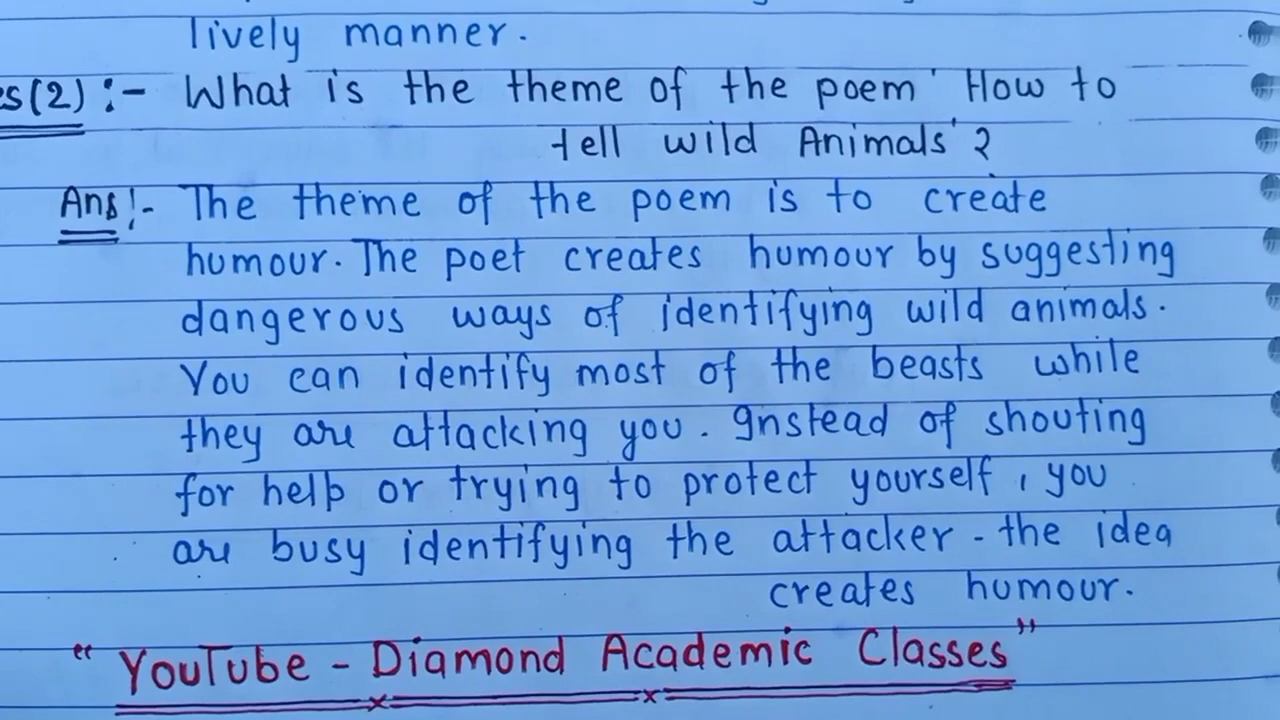 lively manner.
s(2) :- What is the theme of the poem 'How to
tell wild Animals'?
Ans:- The theme of the poem is to create
humour. The poet creates humour by suggesting
dangerous ways of identifying wild animals.
You can identify most of the beasts while
they are attacking you. Instead of shouting
for help or trying to protect yourself, you
are busy identifying the attacker - the idea
creates humour.
"YouTube - Diamond Academic Classes"